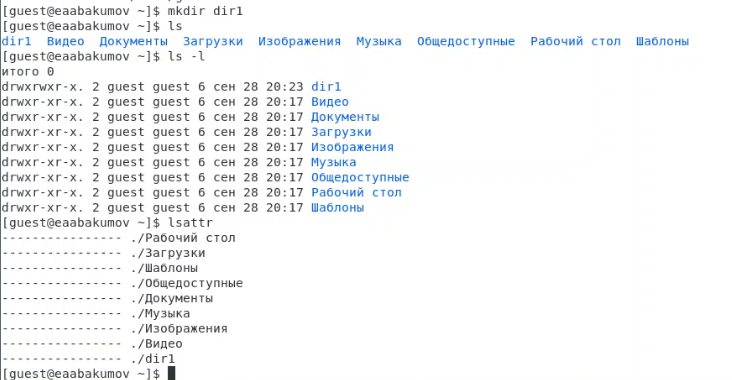 [guest@eaabakumov ~]$ mkdir dir1
[guest@eaabakumov ~]$ ls
dir1  Видео  Документы  Загрузки  Изображения  Музыка  Общедоступные  Рабочий стол  Шаблоны
[guest@eaabakumov ~]$ ls -l
итого 0
drwxrwxr-x. 2 guest guest 6 сен 28 20:23 dir1
drwxr-xr-x. 2 guest guest 6 сен 28 20:17 Видео
drwxr-xr-x. 2 guest guest 6 сен 28 20:17 Документы
drwxr-xr-x. 2 guest guest 6 сен 28 20:17 Загрузки
drwxr-xr-x. 2 guest guest 6 сен 28 20:17 Изображения
drwxr-xr-x. 2 guest guest 6 сен 28 20:17 Музыка
drwxr-xr-x. 2 guest guest 6 сен 28 20:17 Общедоступные
drwxr-xr-x. 2 guest guest 6 сен 28 20:17 Рабочий стол
drwxr-xr-x. 2 guest guest 6 сен 28 20:17 Шаблоны
[guest@eaabakumov ~]$ lsattr
---------------- ./Рабочий стол
---------------- ./Загрузки
---------------- ./Шаблоны
---------------- ./Общедоступные
---------------- ./Документы
---------------- ./Музыка
---------------- ./Изображения
---------------- ./Видео
---------------- ./dir1
[guest@eaabakumov ~]$